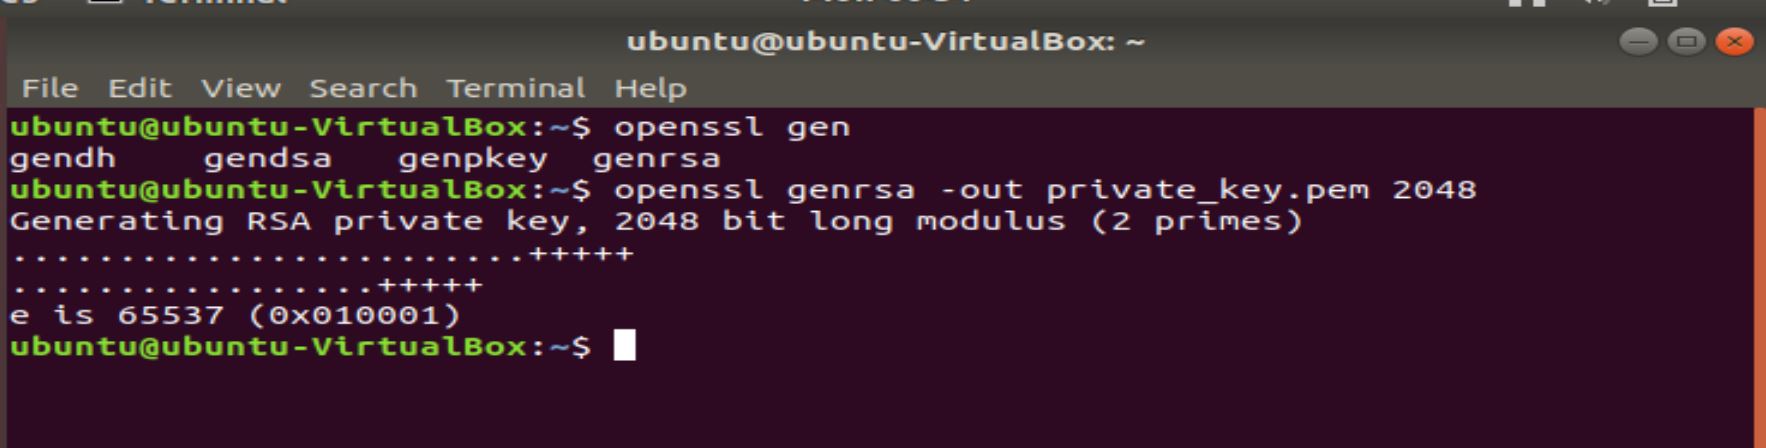 ubuntu@ubuntu-VirtualBox: ~
File Edit View Search Terminal Help
ubuntu@ubuntu-VirtualBox:~$ openssl gen
gendh gendsa genpkey genrsa
ubuntu@ubuntu-VirtualBox:~$ openssl genrsa -out private_key.pem 2048
Generating RSA private key, 2048 bit long modulus (2 primes)
........................+++++
.................+++++
e is 65537 (0x010001)
ubuntu@ubuntu-VirtualBox:~$